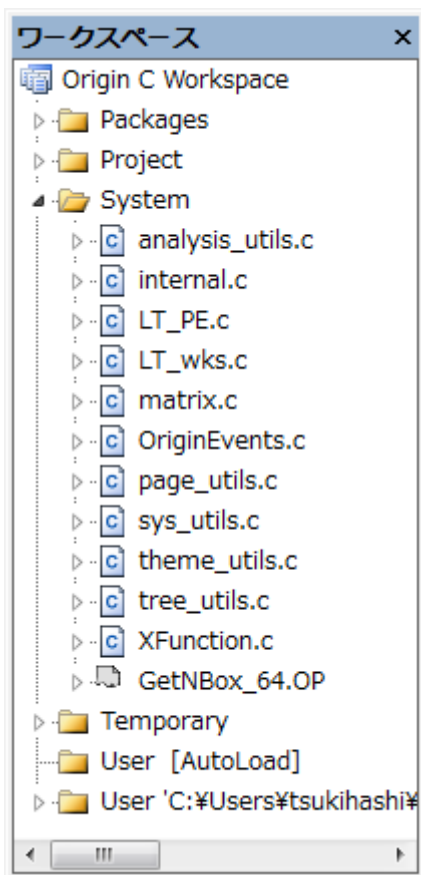 ワークスペース
Origin C Workspace
Packages
Project
System
analysis_utils.c
internal.c
LT_PE.c
LT_wks.c
matrix.c
OriginEvents.c
page_utils.c
sys_utils.c
theme_utils.c
tree_utils.c
XFunction.c
GetNBox_64.OP
Temporary
User [AutoLoad]
User 'C:¥Users¥tsukihashi¥